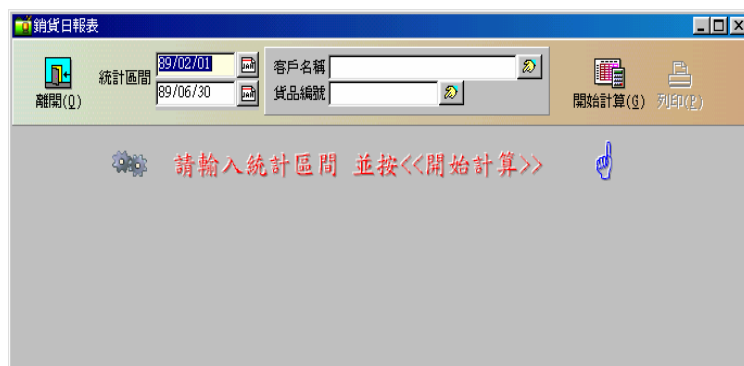 銷貨日報表
離開(Q)
統計區間
89/02/01
89/06/30
客戶名稱
貨品編號
開始計算(G)
列印(P)
請輸入統計區間 並按<<開始計算>>